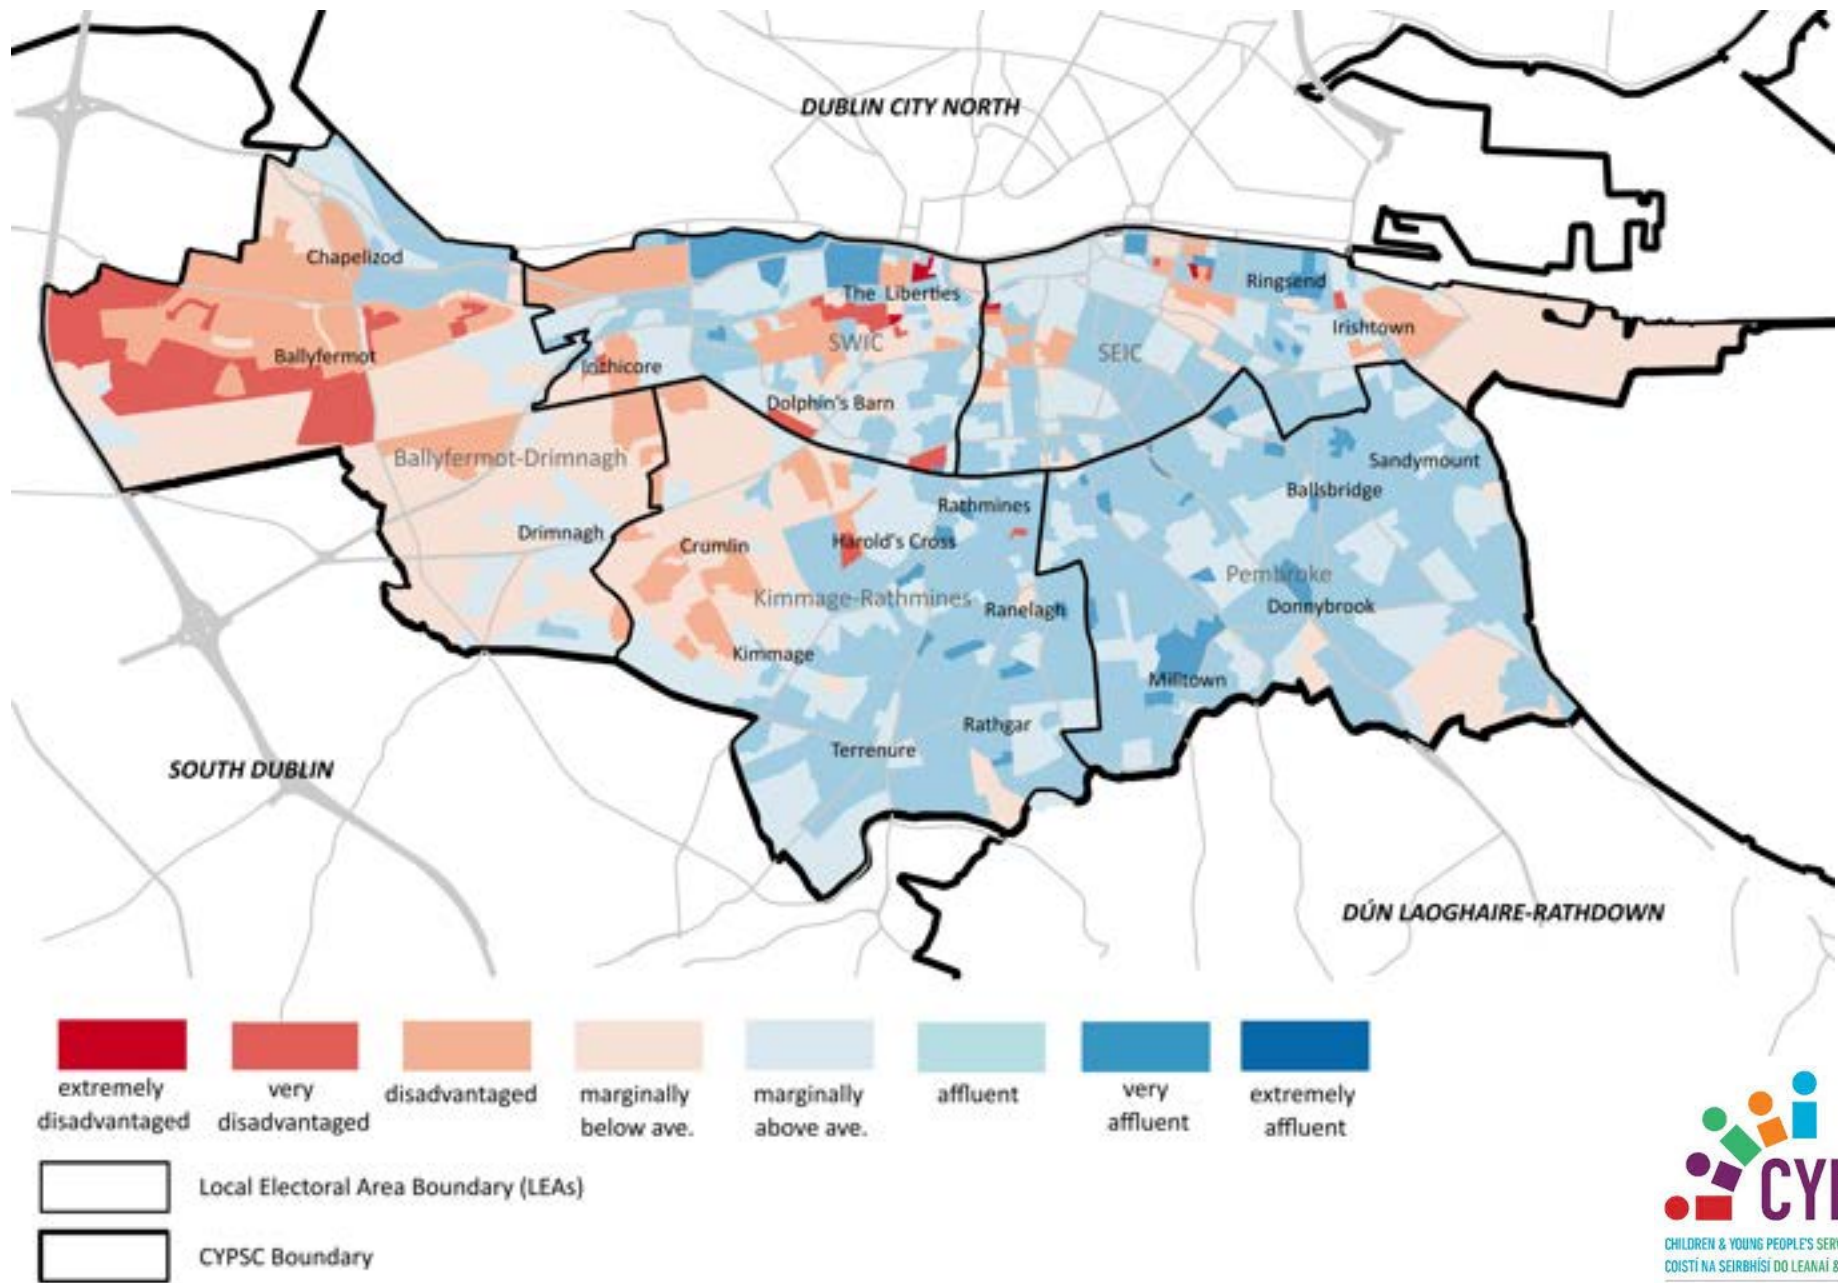 DUBLIN CITY NORTH
Chapelizod
The Liberties
Ringsend
Irishtown
Ballyfermot
Inchicore
SWIC
SEIC
Dolphin's Barn
Ballyfermot-Drimnagh
Sandymount
Ballsbridge
Rathmines
Drimnagh
Crumlin
Harold's Cross
Pembroke
Kimmage-Rathmines
Ranelagh
Donnybrook
Kimmage
Milltown
Rathgar
Terrenure
SOUTH DUBLIN
DÚN LAOGHAIRE-RATHDOWN
extremely disadvantaged
very disadvantaged
disadvantaged
marginally below ave.
marginally above ave.
affluent
very affluent
extremely affluent
Local Electoral Area Boundary (LEAs)
CYPSC Boundary
CHILDREN & YOUNG PEOPLE'S
COISTÍ NA SEIRBHÍSÍ DO LEANAÍ &